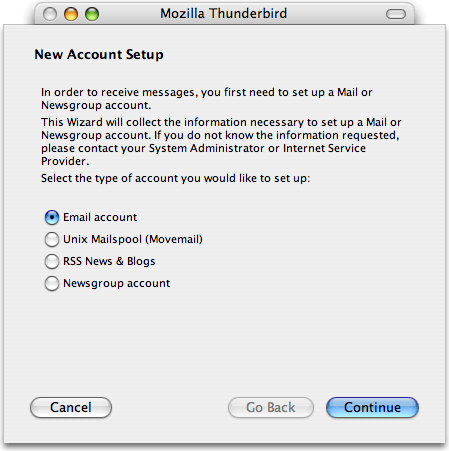 Mozilla Thunderbird
New Account Setup
In order to receive messages, you first need to set up a Mail or
Newsgroup account.
This Wizard will collect the information necessary to set up a Mail or
Newsgroup account. If you do not know the information requested,
please contact your System Administrator or Internet Service
Provider.
Select the type of account you would like to set up:
Email account
Unix Mailspool (Movemail)
RSS News & Blogs
Newsgroup account
Cancel
Go Back
Continue